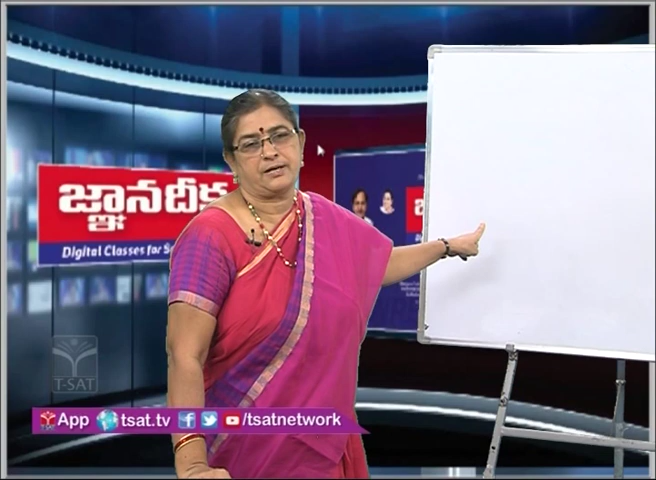 జ్ఞానదీక్ష
Digital Classes for S
T-SAT
App tsat.tv /tsatnetwork